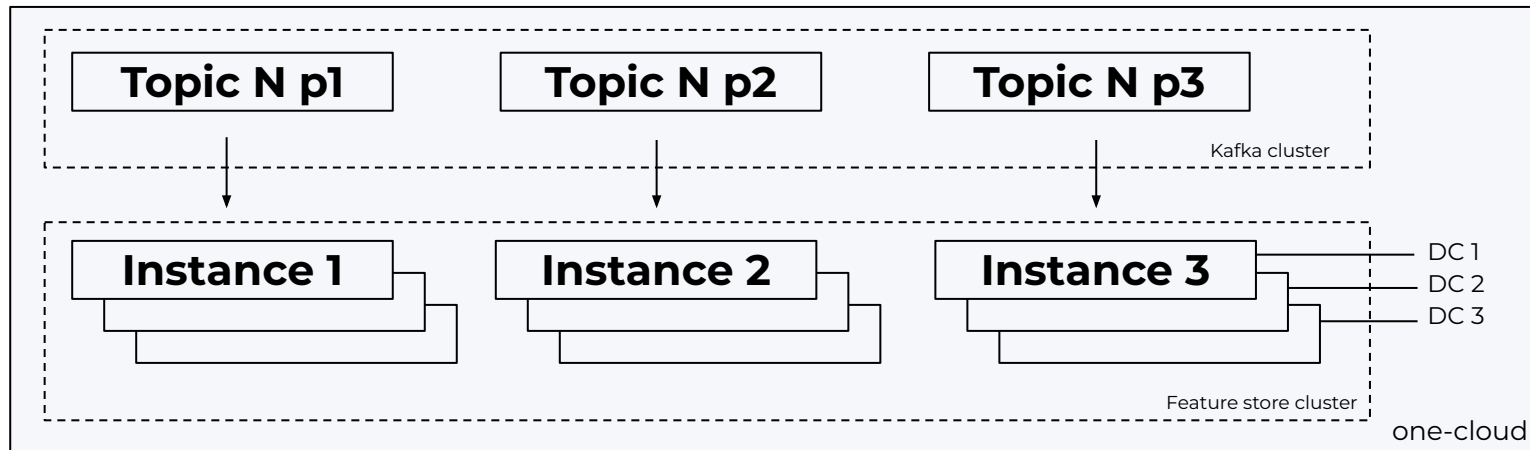 Topic N p1
Topic N p2
Topic N p3
Kafka cluster
Instance 1
Instance 2
Instance 3
DC 1
DC 2
DC 3
Feature store cluster
one-cloud